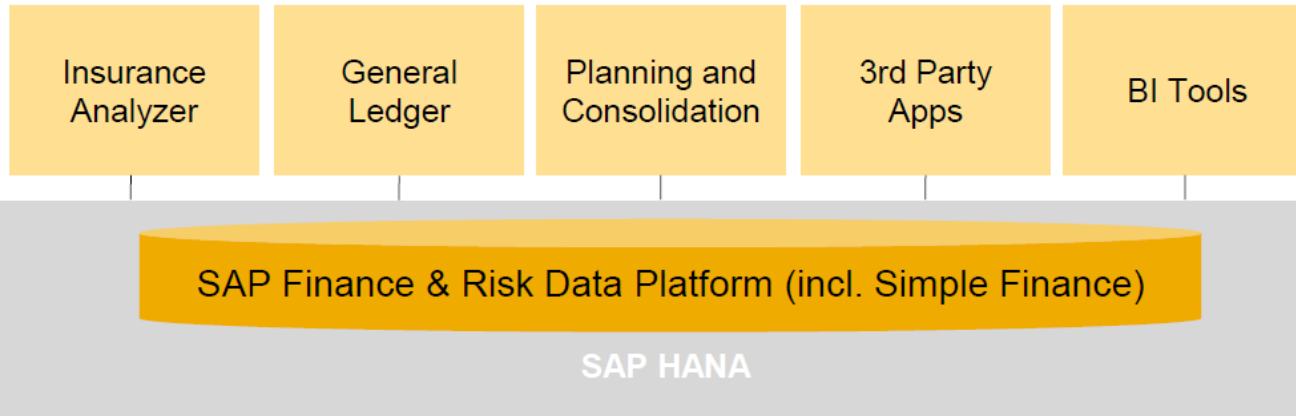 Insurance
Analyzer
General
Ledger
Planning and
Consolidation
3rd Party
Apps
BI Tools
SAP Finance & Risk Data Platform (incl. Simple Finance)
SAP HANA